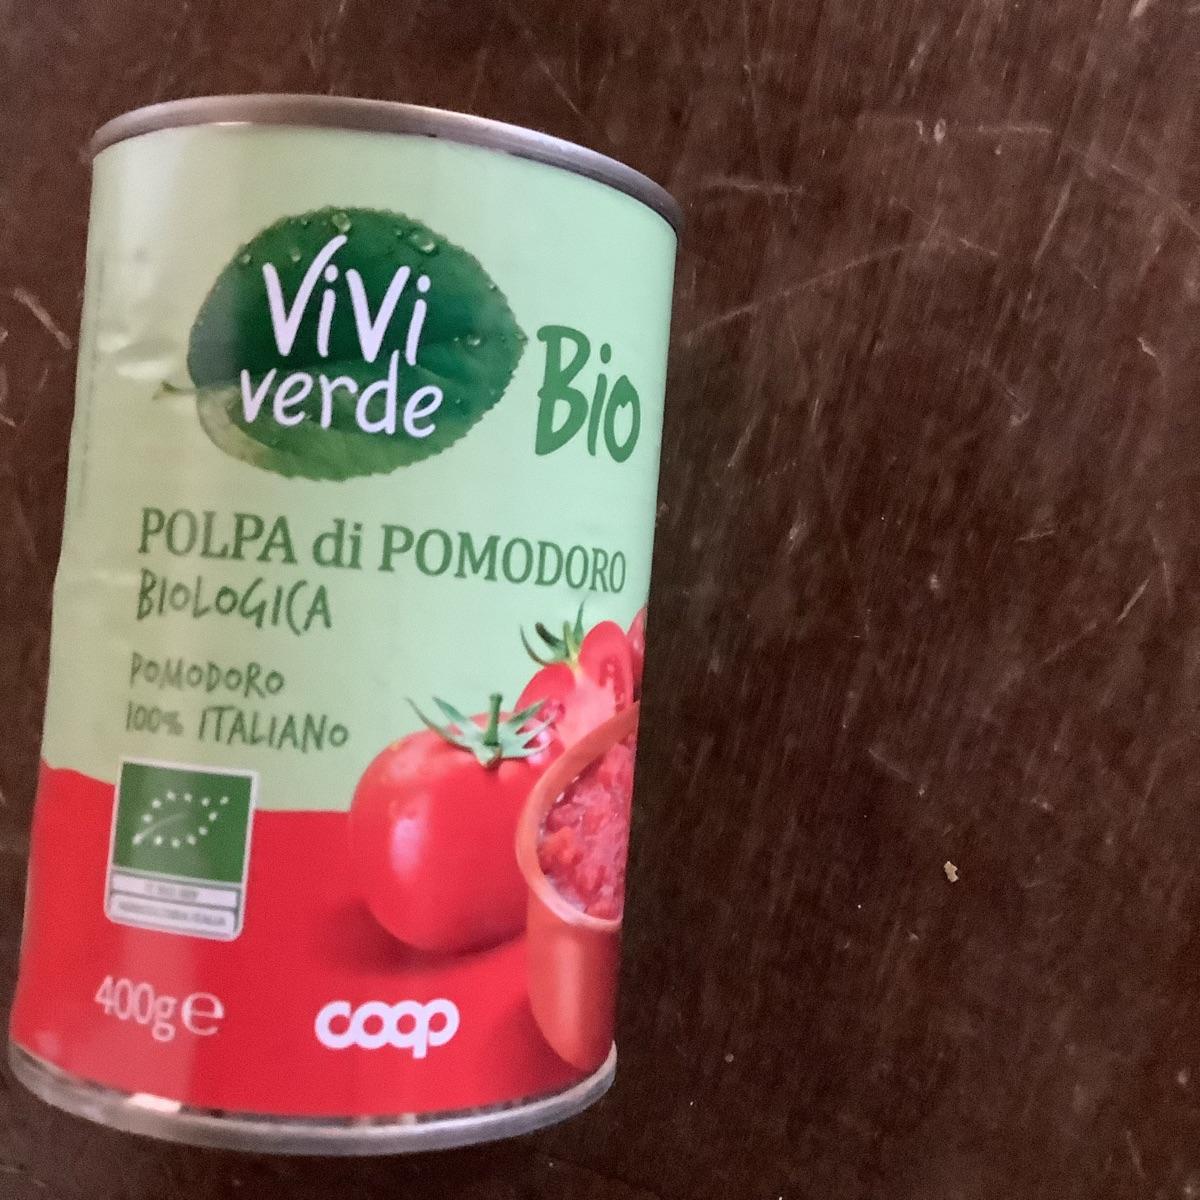 ViVi
verde
Bio
POLPA di POMODORO
BIOLOGICA
POMODORO
100% ITALIANO
400g e
coop